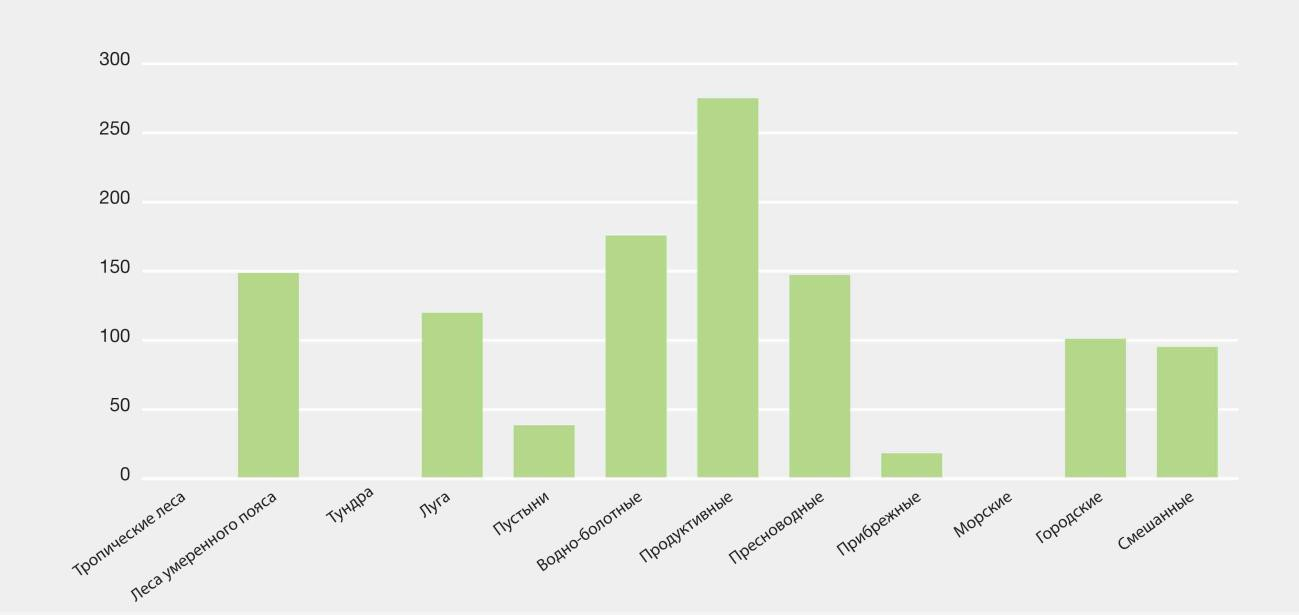 300
250
200
150
100
50
0
Тропические леса
Леса умеренного пояса
Тундра
Луга
Пустыни
Водно-болотные
Продуктивные
Пресноводные
Прибрежные
Морские
Городские
Смешанные